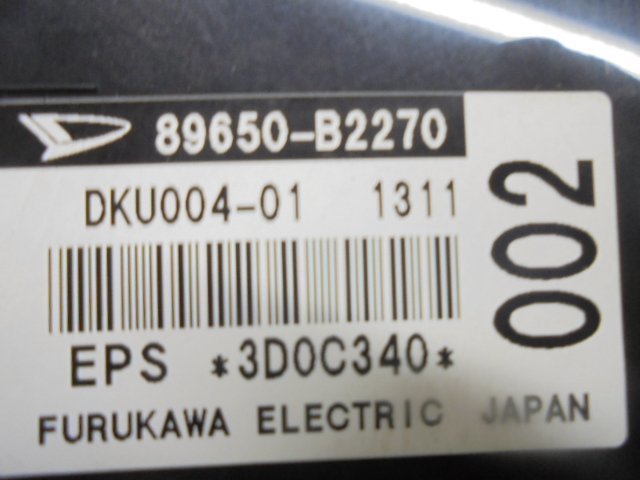 89650-B2270
DKU004-01 1311
EPS *3D0C340*
FURUKAWA ELECTRIC JAPAN
002